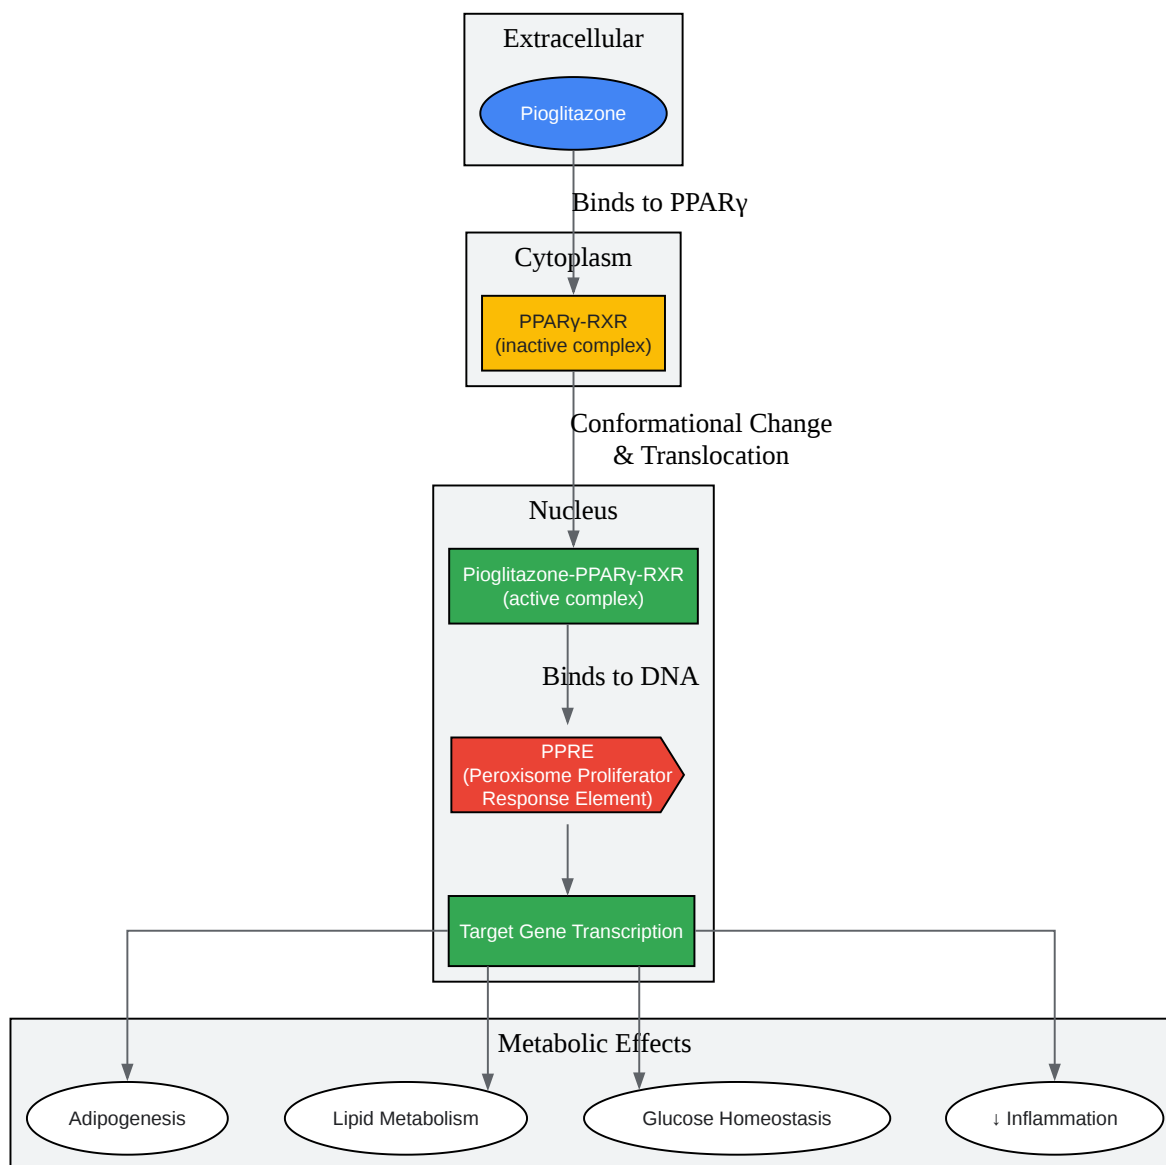 Extracellular
Pioglitazone
Binds to PPARγ
Cytoplasm
PPARγ-RXR
(inactive complex)
Conformational Change
& Translocation
Nucleus
Pioglitazone-PPARγ-RXR
(active complex)
Binds to DNA
PPRE
(Peroxisome Proliferator
Response Element)
Target Gene Transcription
Metabolic Effects
Adipogenesis
Lipid Metabolism
Glucose Homeostasis
↓ Inflammation